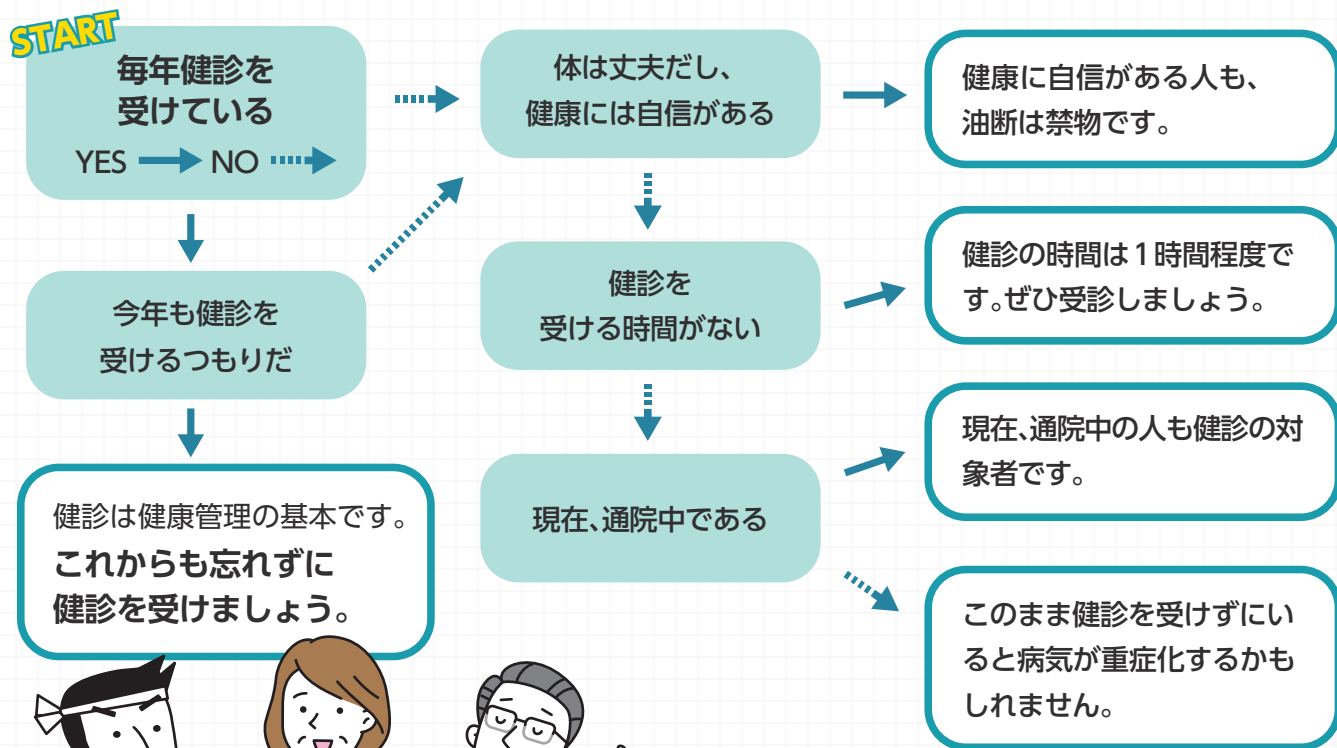 START
毎年健診を
受けている
YES NO
今年も健診を
受けるつもりだ
健診は健康管理の基本です。
これからも忘れずに
健診を受けましょう。
体は丈夫だし、
健康には自信がある
健診を
受ける時間がない
現在、通院中である
健康に自信がある人も、
油断は禁物です。
健診の時間は1時間程度で
す。ぜひ受診しましょう。
現在、通院中の人も健診の対
象者です。
このまま健診を受けずにい
ると病気が重症化するかも
しれません。